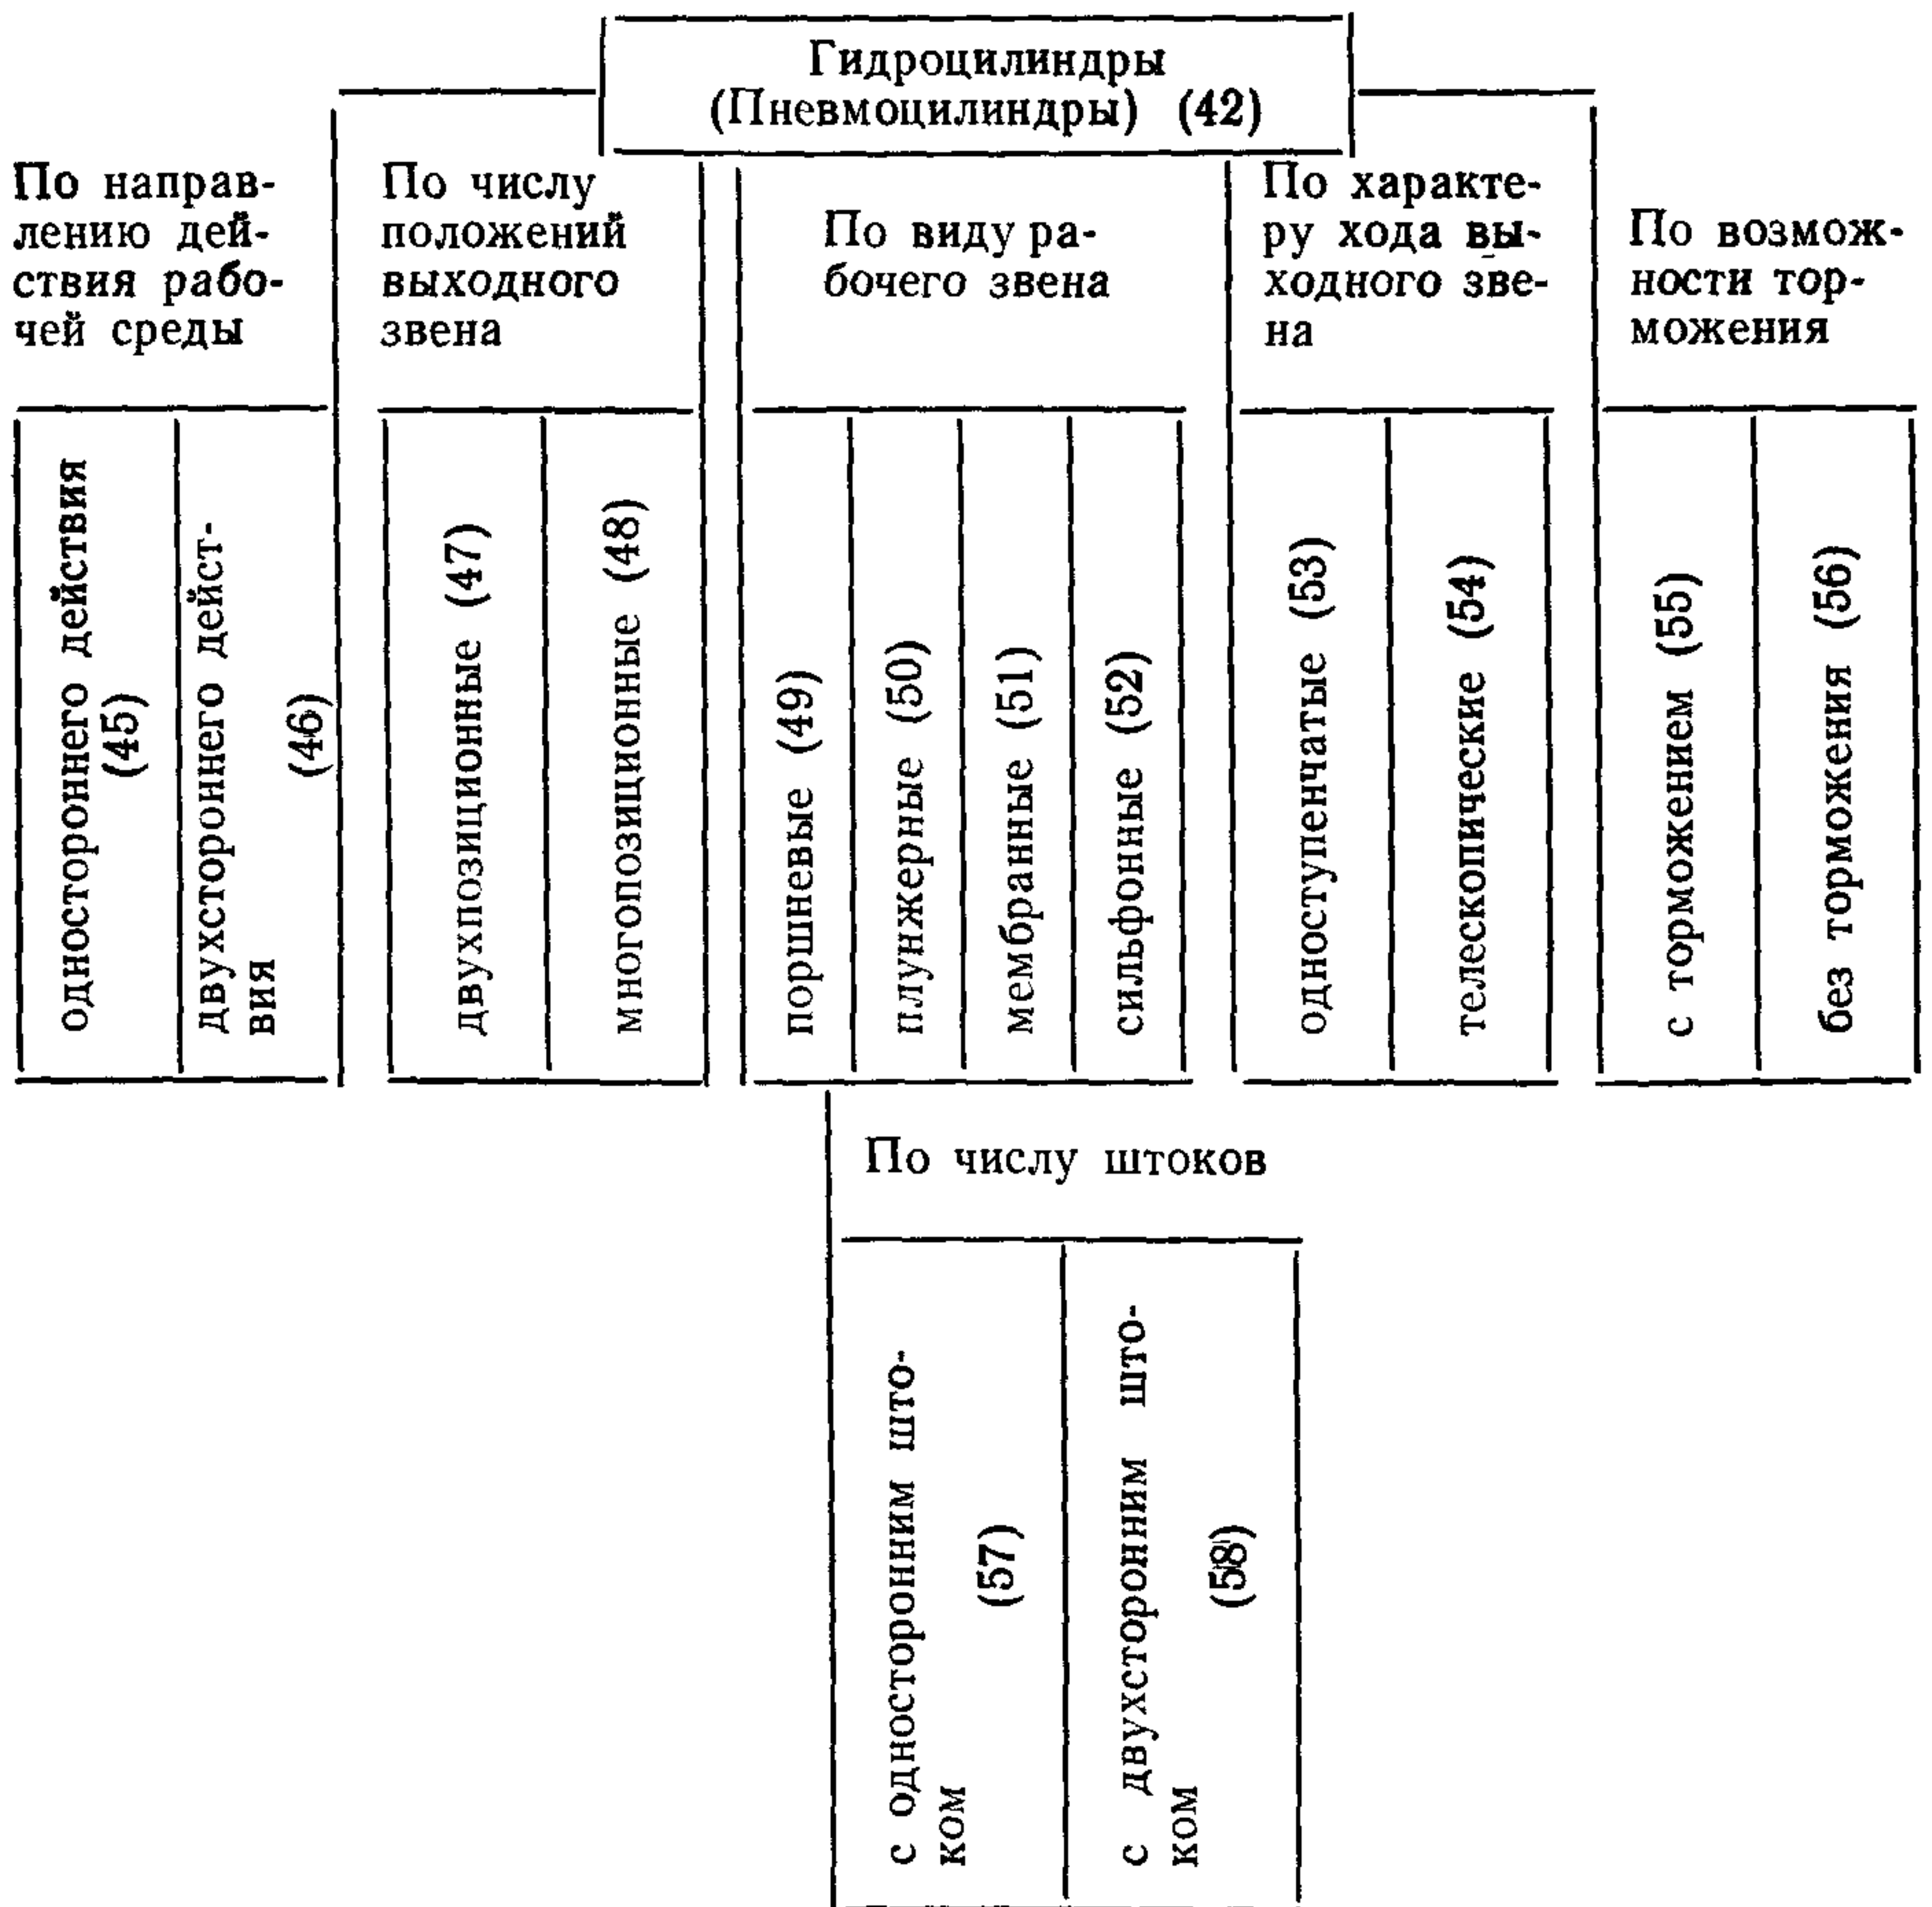 Гидроцилиндры
(Пневмоцилиндры) (42)
По направ-
лению дей-
ствия рабо-
чей среды
По числу
положений
выходного
звена
По виду ра-
бочего звена
По характе-
ру хода вы-
ходного зве-
на
По возмож-
ности тор-
можения
одностороннего действия
(45)
двухстороннего дейст-
вия
(46)
двухпозиционные (47)
многопозиционные (48)
поршневые (49)
плунжерные (50)
мембранные (51)
сильфонные (52)
одноступенчатые (53)
телескопические (54)
с торможением (55)
без торможения (56)
По числу штоков
с односторонним што-
ком
(57)
с двухсторонним што-
ком
(58)